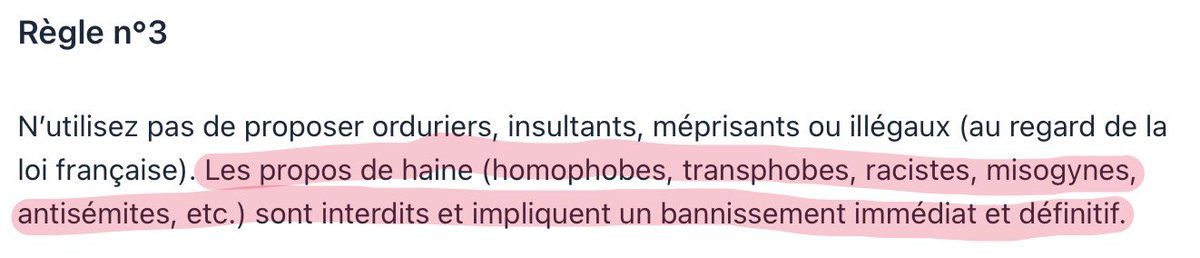 Règle n°3
N’utilisez pas de proposer orduriers, insultants, méprisants ou illégaux (au regard de la
loi française). Les propos de haine (homophobes, transphobes, racistes, misogynes,
antisémites, etc.) sont interdits et impliquent un bannissement immédiat et définitif.